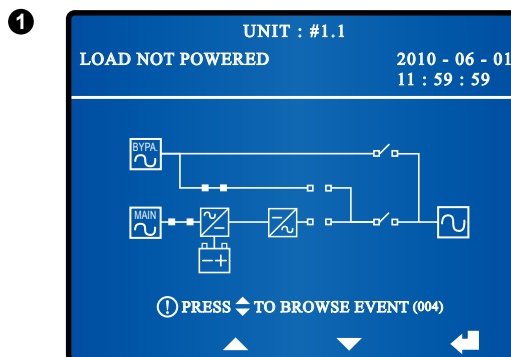 ❶
UNIT : #1.1
LOAD NOT POWERED 2010 - 06 - 01
11 : 59 : 59
BYPA.
MAIN
PRESS TO BROWSE EVENT (004)